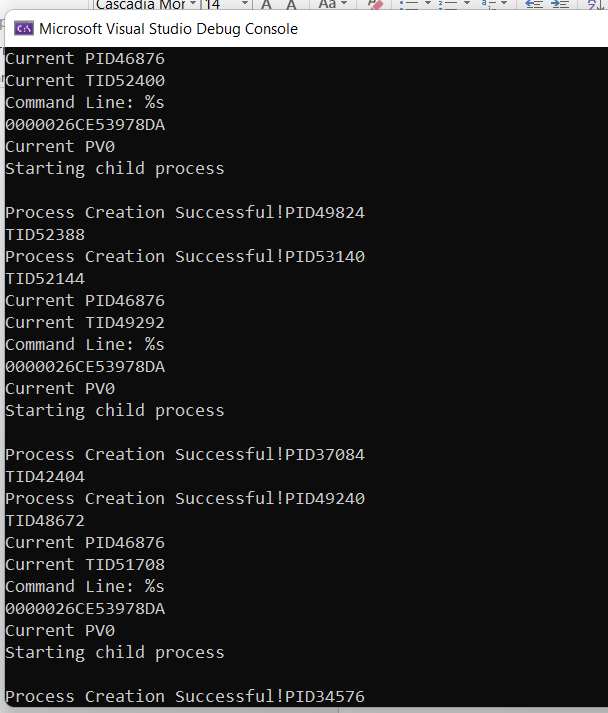 Cascadia Mor 14 A A Aa
Microsoft Visual Studio Debug Console
Current PID46876
Current TID52400
Command Line: %s
0000026CE53978DA
Current PV0
Starting child process
Process Creation Successful!PID49824
TID52388
Process Creation Successful!PID53140
TID52144
Current PID46876
Current TID49292
Command Line: %s
0000026CE53978DA
Current PV0
Starting child process
Process Creation Successful!PID37084
TID42404
Process Creation Successful!PID49240
TID48672
Current PID46876
Current TID51708
Command Line: %s
0000026CE53978DA
Current PV0
Starting child process
Process Creation Successful!PID34576